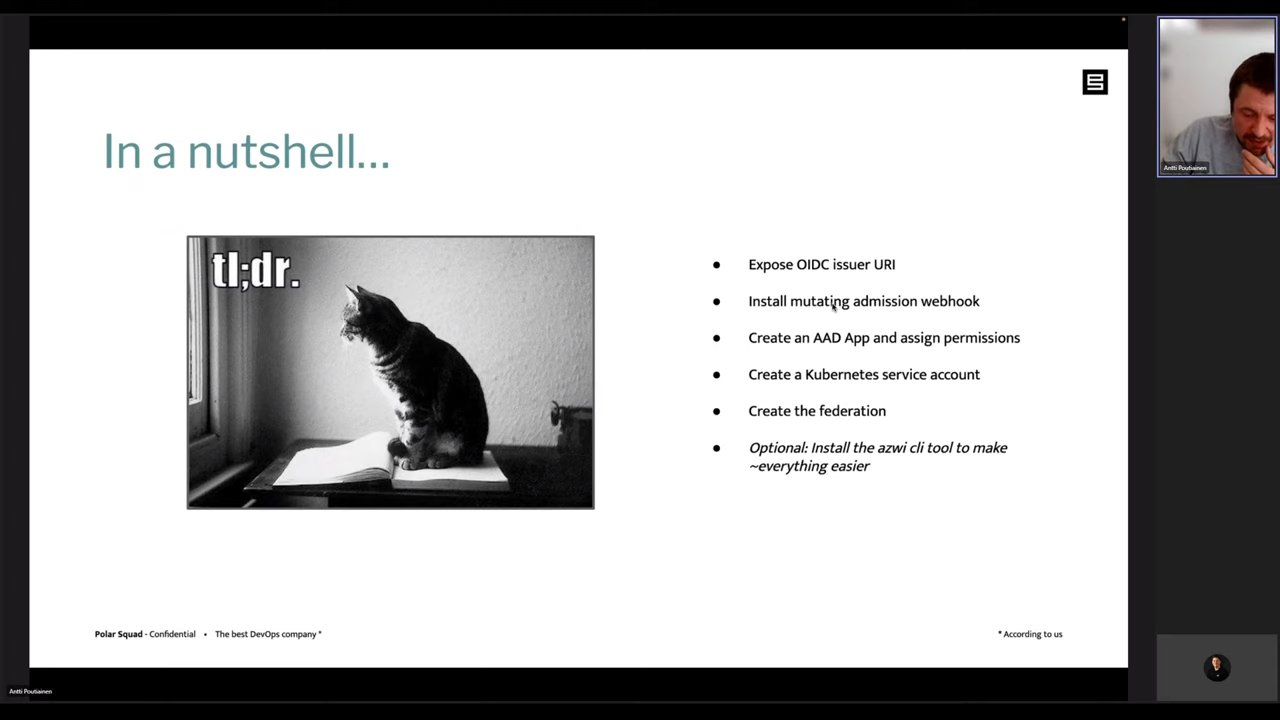 In a nutshell...
tl;dr.
● Expose OIDC issuer URI
● Install mutating admission webhook
● Create an AAD App and assign permissions
● Create a Kubernetes service account
● Create the federation
● Optional: Install the azwi cli tool to make
~everything easier
Polar Squad - Confidential • The best DevOps company *
* According to us
Antti Poutiainen
Antti Poutiainen